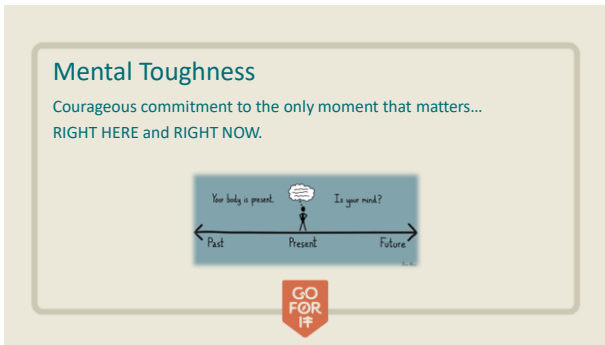 Mental Toughness
Courageous commitment to the only moment that matters…
RIGHT HERE and RIGHT NOW.
Your body is present. Is your mind?
Past Present Future
GO
FOR
IT